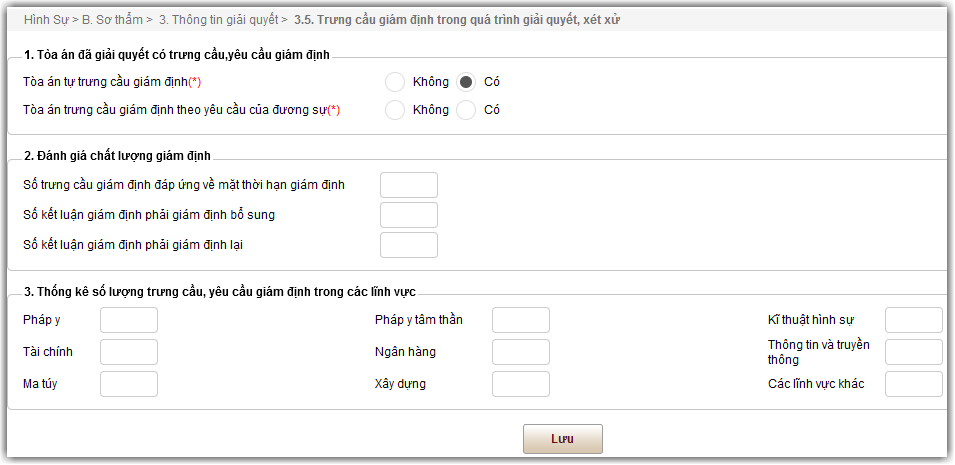 Hình Sự > B. Sơ thẩm > 3. Thông tin giải quyết > 3.5. Trưng cầu giám định trong quá trình giải quyết, xét xử
1. Tòa án đã giải quyết có trưng cầu,yêu cầu giám định
Tòa án tự trưng cầu giám định(*) Không Có
Tòa án trưng cầu giám định theo yêu cầu của đương sự(*) Không Có
2. Đánh giá chất lượng giám định
Số trưng cầu giám định đáp ứng về mặt thời hạn giám định
Số kết luận giám định phải giám định bổ sung
Số kết luận giám định phải giám định lại
3. Thống kê số lượng trưng cầu, yêu cầu giám định trong các lĩnh vực
Pháp y Pháp y tâm thần Kĩ thuật hình sự
Tài chính Ngân hàng Thông tin và truyền
thông
Ma túy Xây dựng Các lĩnh vực khác
Lưu